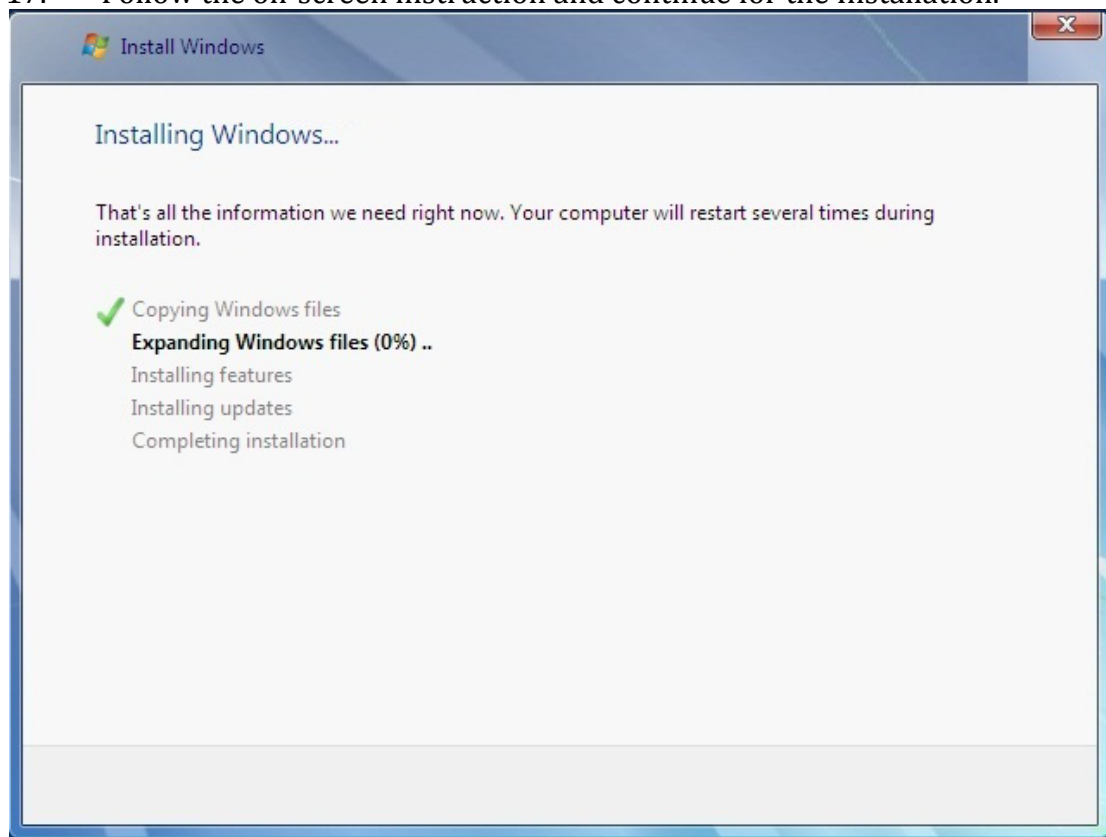 17. Follow the on-screen instruction and continue for the installation.
Install Windows
Installing Windows...
That's all the information we need right now. Your computer will restart several times during
installation.
Copying Windows files
Expanding Windows files (0%) ..
Installing features
Installing updates
Completing installation